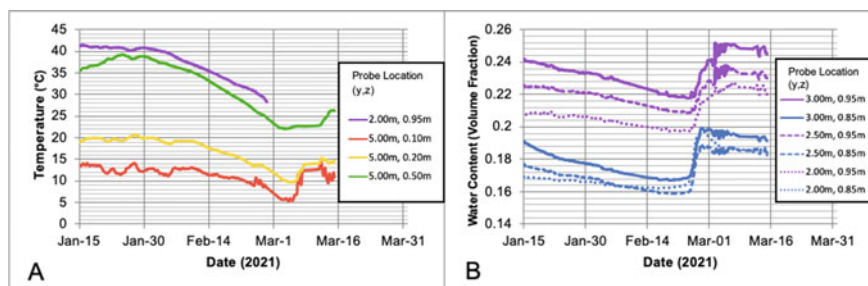 45
40
35
30
25
20
15
10
5
0
Temperature (°C)
Jan-15 Jan-30 Feb-14 Mar-1 Mar-16 Mar-31
Date (2021)
A
Probe Location
(y,z)
2.00m, 0.95m
5.00m, 0.10m
5.00m, 0.20m
5.00m, 0.50m
0.26
0.24
0.22
0.2
0.18
0.16
0.14
Water Content (Volume Fraction)
Jan-15 Jan-30 Feb-14 Mar-01 Mar-16 Mar-31
Date (2021)
B
Probe Location
(y,z)
3.00m, 0.95m
3.00m, 0.85m
2.50m, 0.95m
2.50m, 0.85m
2.00m, 0.95m
2.00m, 0.85m